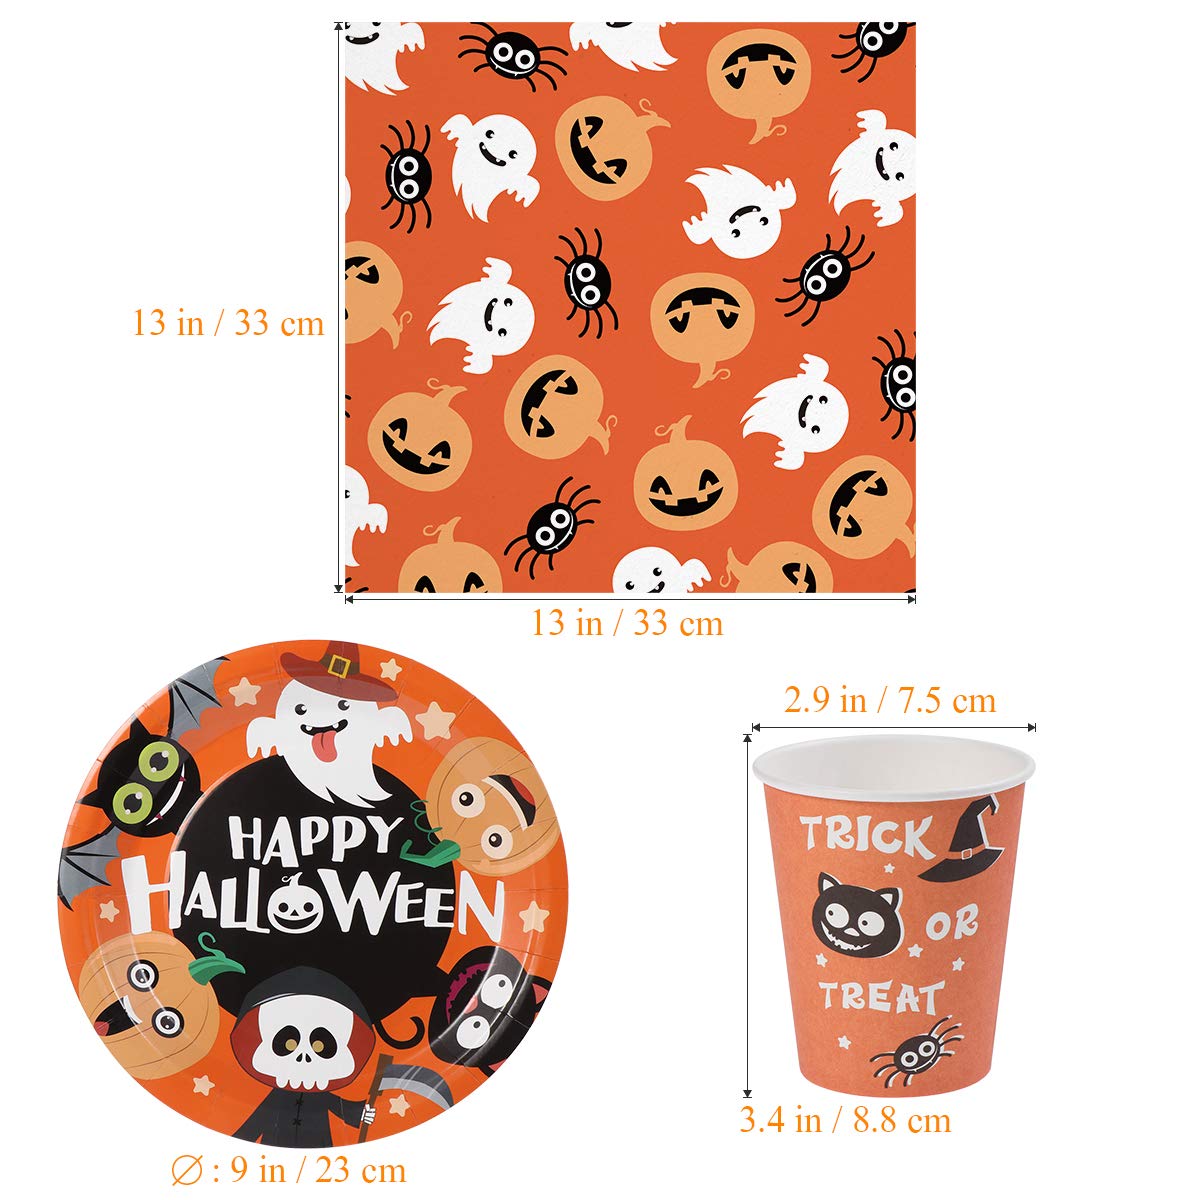 13 in / 33 cm
13 in / 33 cm
2.9 in / 7.5 cm
HAPPY
HALLOWEEN
TRICK
OR
TREAT
3.4 in / 8.8 cm
∅ : 9 in / 23 cm